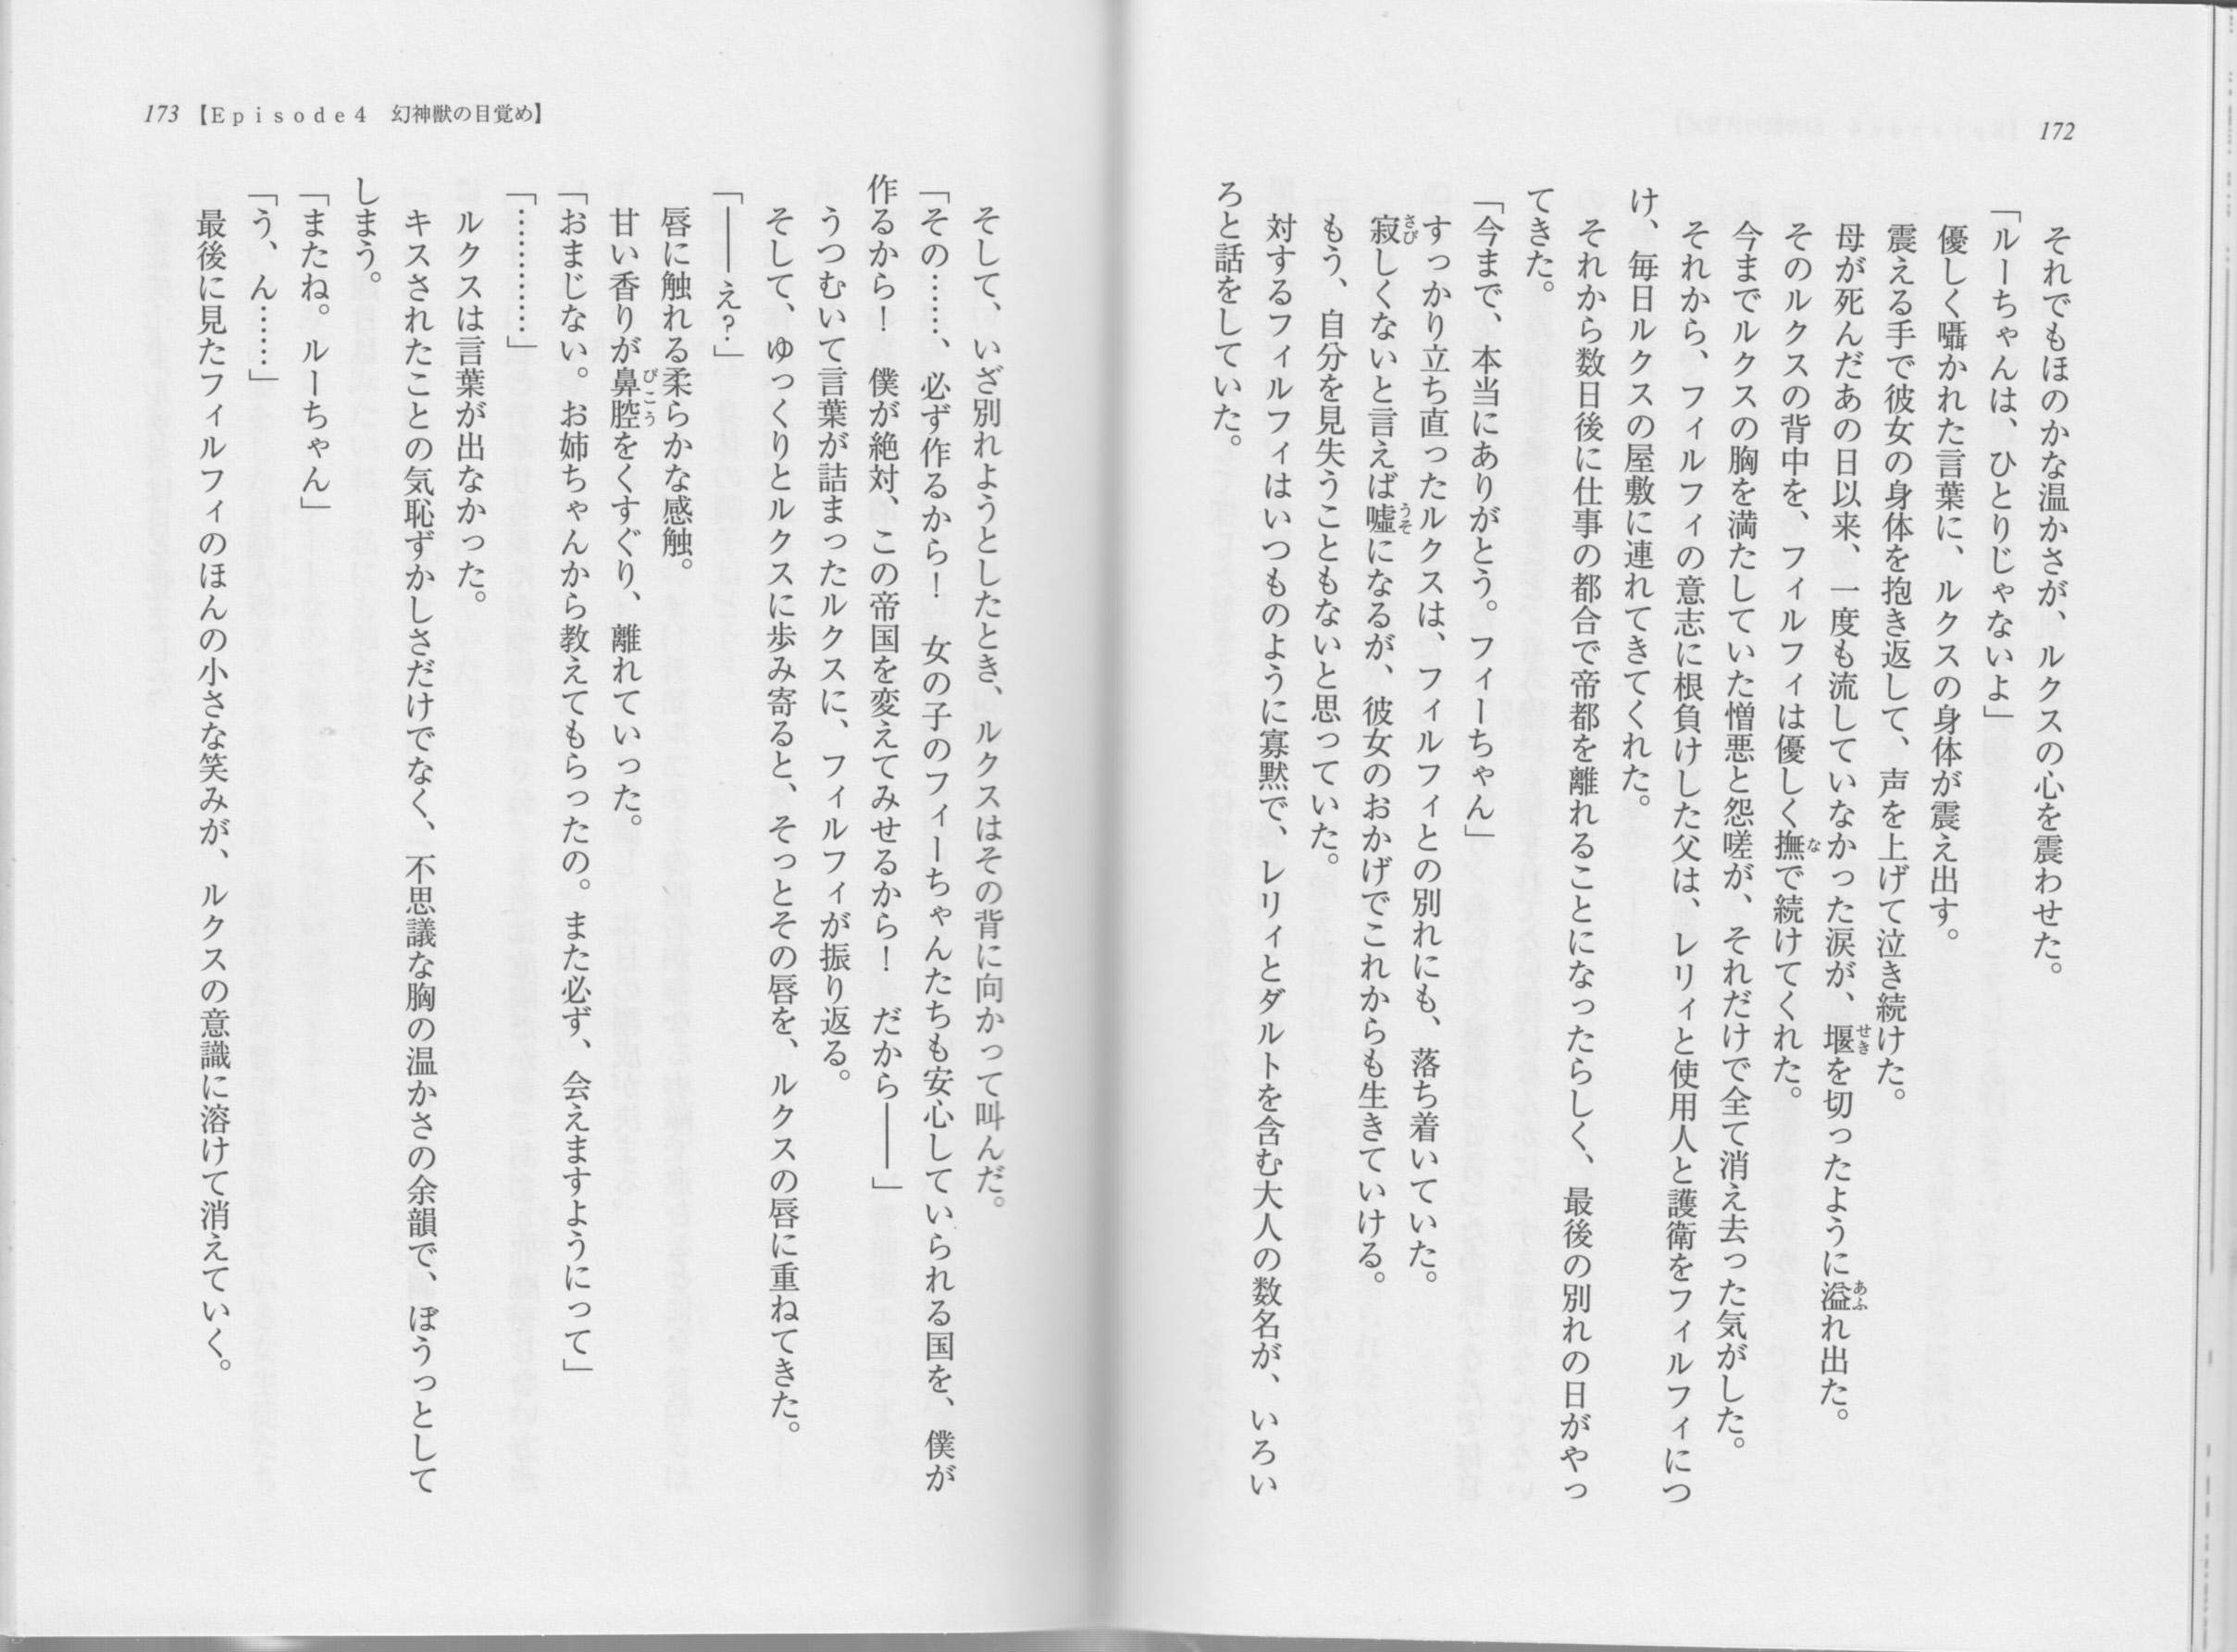 172
それでもほのかな温かさが、ルクスの心を震わせた。
「ルーちゃんは、ひとりじゃないよ」
優しく囁かれた言葉に、ルクスの身体が震え出す。
震える手で彼女の身体を抱き返して、声を上げて泣き続けた。
母が死んだあの日以来、一度も流していなかった涙が、堰を切ったように溢れ出た。
せき
あふ
そのルクスの背中を、フィルフィは優しく撫で続けてくれた。
な
今までルクスの胸を満たしていた憎悪と怨嗟が、それだけで全て消え去った気がした。
それから、フィルフィの意志に根負けした父は、レリィと使用人と護衛をフィルフィにつ
け、毎日ルクスの屋敷に連れてきてくれた。
それから数日後に仕事の都合で帝都を離れることになったらしく、最後の別れの日がやっ
てきた。
「今まで、本当にありがとう。フィーちゃん」
すっかり立ち直ったルクスは、フィルフィとの別れにも、落ち着いていた。
寂しくないと言えば嘘になるが、彼女のおかげでこれからも生きていける。
さび
うそ
もう、自分を見失うこともないと思っていた。
対するフィルフィはいつものように寡黙で、レリィとダルトを含む大人の数名が、いろい
ろと話をしていた。
173【Episode4 幻神獣の目覚め】
そして、いざ別れようとしたとき、ルクスはその背に向かって叫んだ。
「その……、必ず作るから! 女の子のフィーちゃんたちも安心していられる国を、僕が
作るから! 僕が絶対、この帝国を変えてみせるから! だから――」
うつむいて言葉が詰まったルクスに、フィルフィが振り返る。
そして、ゆっくりとルクスに歩み寄ると、そっとその唇を、ルクスの唇に重ねてきた。
「――え?」
唇に触れる柔らかな感触。
甘い香りが鼻腔をくすぐり、離れていった。
びこう
「おまじない。お姉ちゃんから教えてもらったの。また必ず、会えますようにって」
「…………」
ルクスは言葉が出なかった。
キスされたことの気恥ずかしさだけでなく、不思議な胸の温かさの余韻で、ぼうっとして
しまう。
「またね。ルーちゃん」
「う、ん……」
最後に見たフィルフィのほんの小さな笑みが、ルクスの意識に溶けて消えていく。